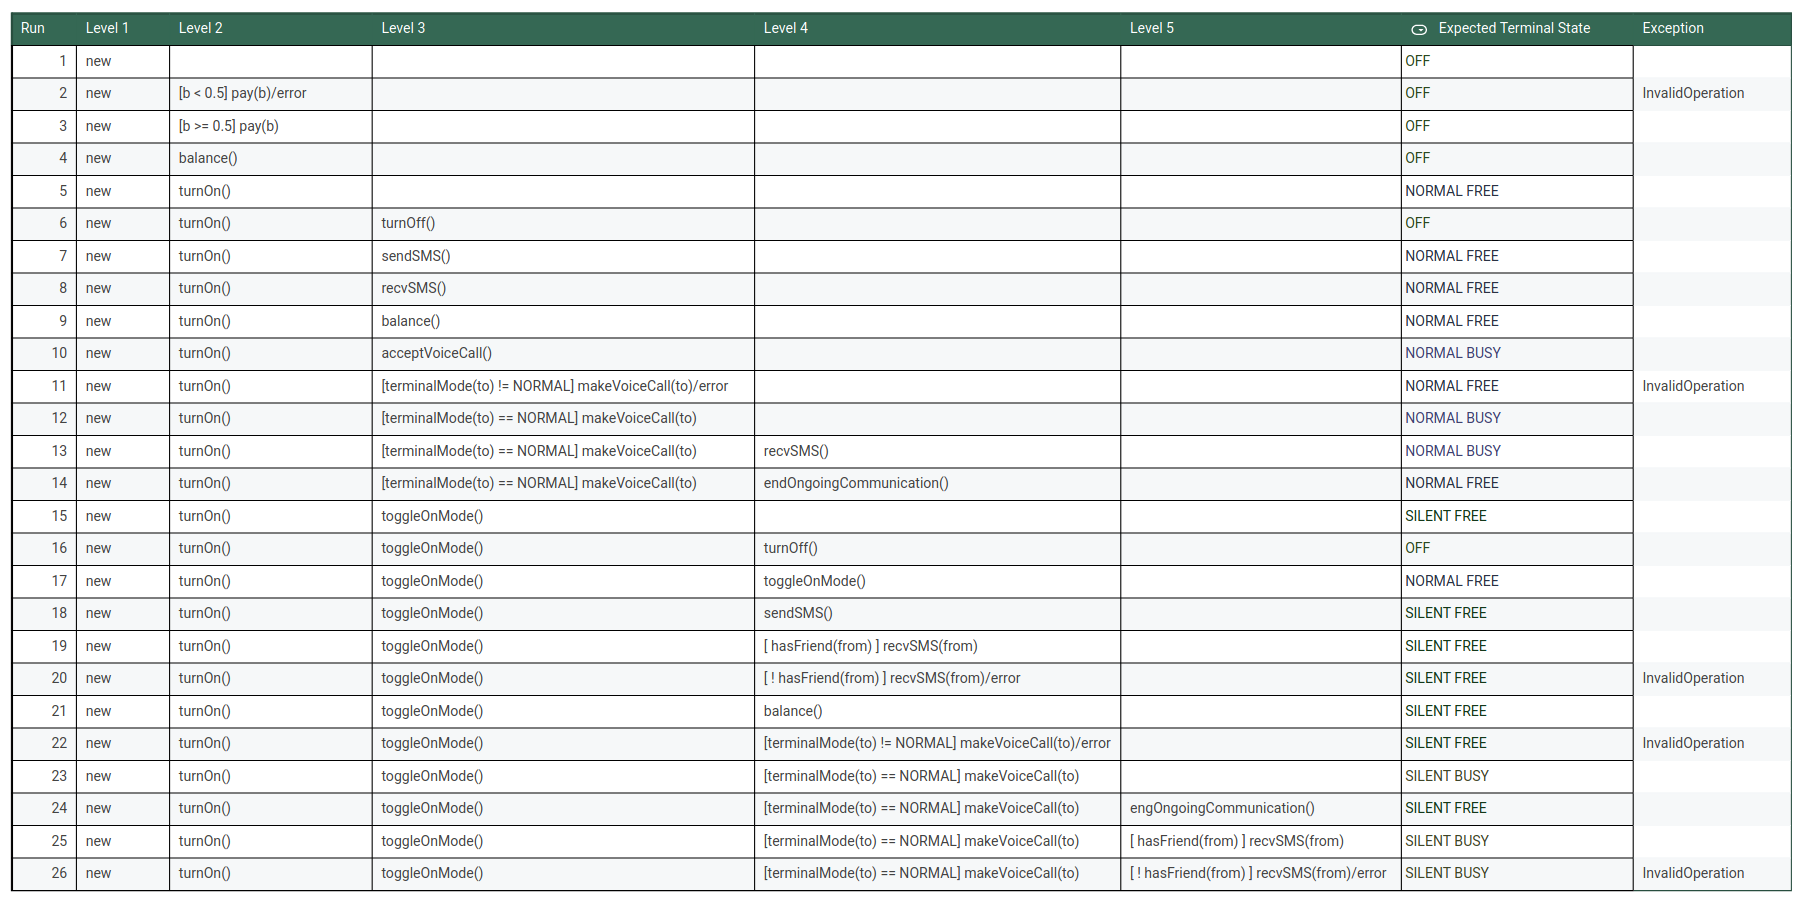 Run Level 1 Level 2 Level 3 Level 4 Level 5 Expected Terminal State Exception
1 new OFF
2 new [b < 0.5] pay(b)/error OFF InvalidOperation
3 new [b >= 0.5] pay(b) OFF
4 new balance() OFF
5 new turnOn() NORMAL FREE
6 new turnOn() turnOff() OFF
7 new turnOn() sendSMS() NORMAL FREE
8 new turnOn() recvSMS() NORMAL FREE
9 new turnOn() balance() NORMAL FREE
10 new turnOn() acceptVoiceCall() NORMAL BUSY
11 new turnOn() [terminalMode(to) != NORMAL] makeVoiceCall(to)/error NORMAL FREE InvalidOperation
12 new turnOn() [terminalMode(to) == NORMAL] makeVoiceCall(to) NORMAL BUSY
13 new turnOn() [terminalMode(to) == NORMAL] makeVoiceCall(to) recvSMS() NORMAL BUSY
14 new turnOn() [terminalMode(to) == NORMAL] makeVoiceCall(to) endOngoingCommunication() NORMAL FREE
15 new turnOn() toggleOnMode() SILENT FREE
16 new turnOn() toggleOnMode() turnOff() OFF
17 new turnOn() toggleOnMode() toggleOnMode() NORMAL FREE
18 new turnOn() toggleOnMode() sendSMS() SILENT FREE
19 new turnOn() toggleOnMode() [ hasFriend(from) ] recvSMS(from) SILENT FREE
20 new turnOn() toggleOnMode() [ ! hasFriend(from) ] recvSMS(from)/error SILENT FREE InvalidOperation
21 new turnOn() toggleOnMode() balance() SILENT FREE
22 new turnOn() toggleOnMode() [terminalMode(to) != NORMAL] makeVoiceCall(to)/error SILENT FREE InvalidOperation
23 new turnOn() toggleOnMode() [terminalMode(to) == NORMAL] makeVoiceCall(to) SILENT BUSY
24 new turnOn() toggleOnMode() [terminalMode(to) == NORMAL] makeVoiceCall(to) engOngoingCommunication() SILENT FREE
25 new turnOn() toggleOnMode() [terminalMode(to) == NORMAL] makeVoiceCall(to) [ hasFriend(from) ] recvSMS(from) SILENT BUSY
26 new turnOn() toggleOnMode() [terminalMode(to) == NORMAL] makeVoiceCall(to) [ ! hasFriend(from) ] recvSMS(from)/error SILENT BUSY InvalidOperation